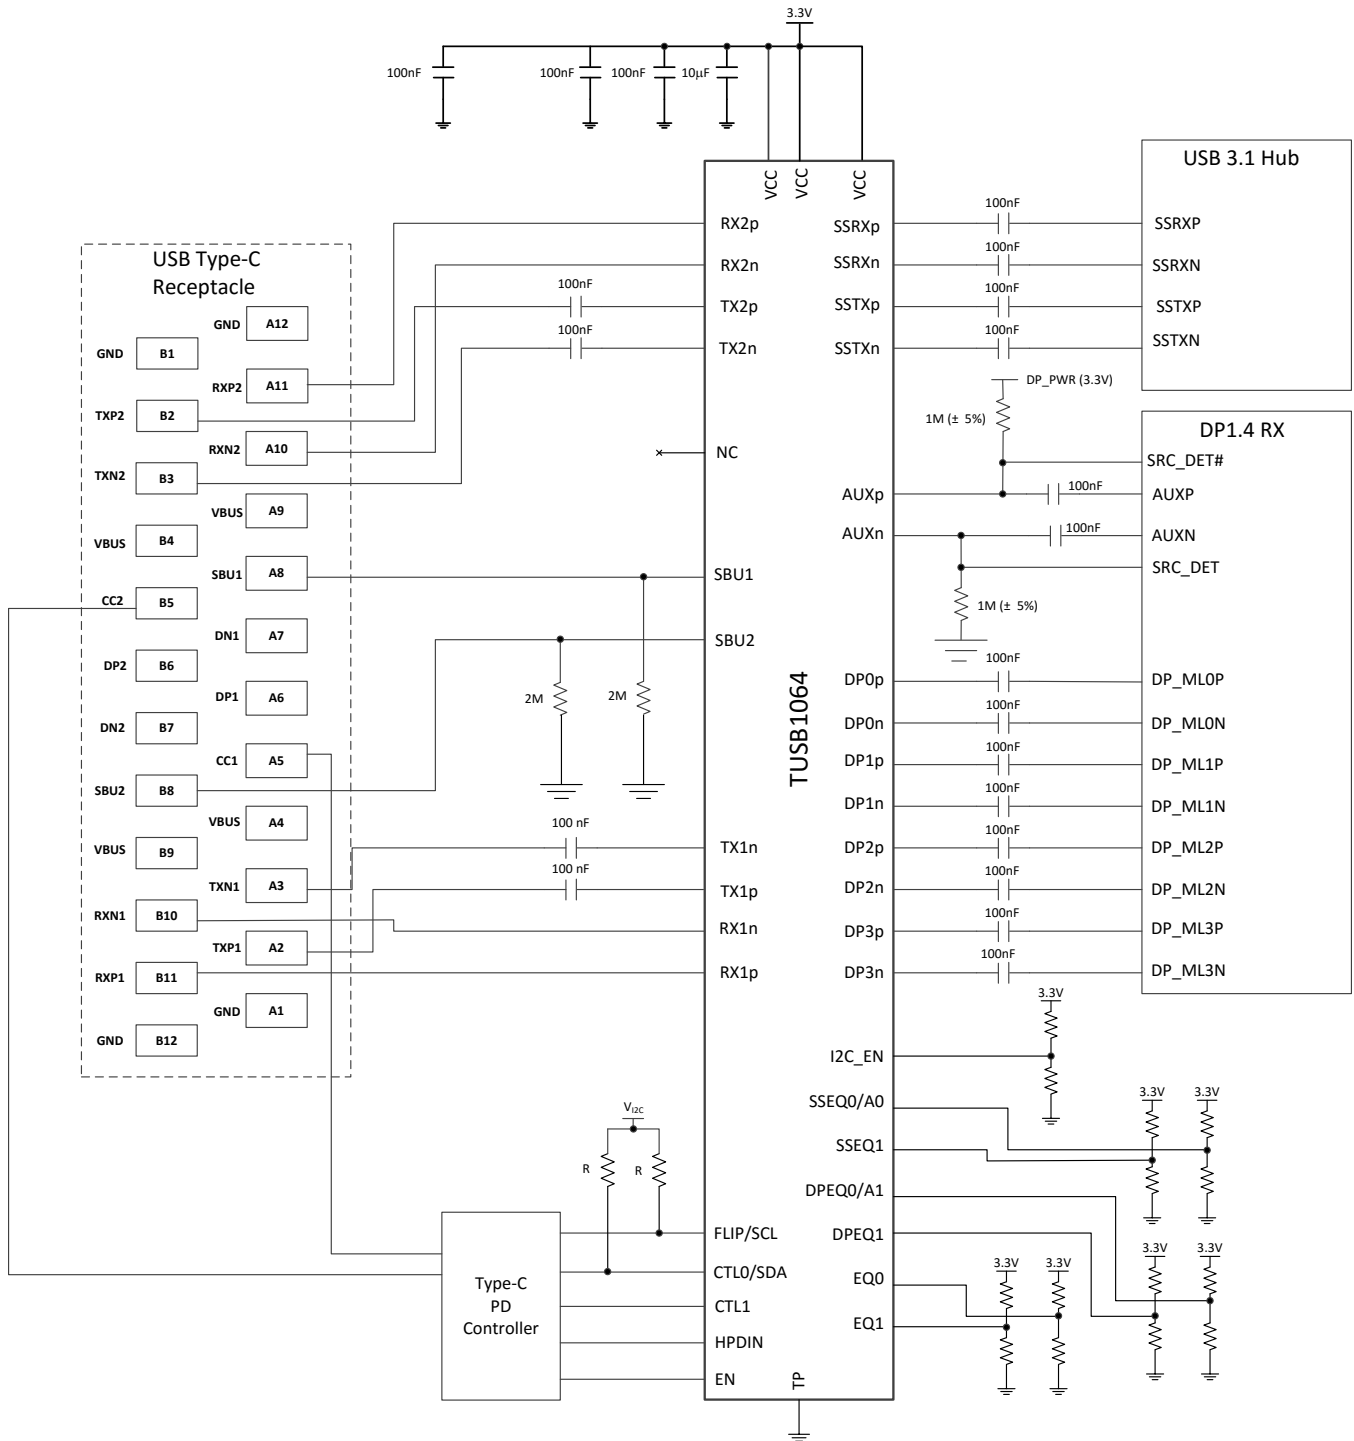 3.3V
100nF
100nF
100nF
10µF
USB Type-C
Receptacle
GND
A12
GND
B1
RXP2
A11
TXP2
B2
RXN2
A10
TXN2
B3
VBUS
A9
VBUS
B4
SBU1
A8
CC2
B5
DN1
A7
DP2
B6
DP1
A6
DN2
B7
CC1
A5
SBU2
B8
VBUS
A4
VBUS
B9
TXN1
A3
RXN1
B10
TXP1
A2
RXP1
B11
GND
A1
GND
B12
100nF
100nF
2M
2M
100 nF
100 nF
VCC
VCC
VCC
RX2p
RX2n
TX2p
TX2n
NC
SBU1
SBU2
TX1n
TX1p
RX1n
RX1p
FLIP/SCL
CTL0/SDA
CTL1
HPDIN
EN
TUSB1064
TP
SSRXp
SSRXn
SSTXp
SSTXn
AUXp
AUXn
DP0p
DP0n
DP1p
DP1n
DP2p
DP2n
DP3p
DP3n
I2C_EN
SSEQ0/A0
SSEQ1
DPEQ0/A1
DPEQ1
EQ0
EQ1
VI2C
R
R
Type-C
PD
Controller
100nF
100nF
100nF
100nF
DP_PWR (3.3V)
1M (± 5%)
100nF
100nF
1M (± 5%)
100nF
100nF
100nF
100nF
100nF
100nF
100nF
100nF
USB 3.1 Hub
SSRXP
SSRXN
SSTXP
SSTXN
DP1.4 RX
SRC_DET#
AUXP
AUXN
SRC_DET
DP_ML0P
DP_ML0N
DP_ML1P
DP_ML1N
DP_ML2P
DP_ML2N
DP_ML3P
DP_ML3N
3.3V
3.3V
3.3V
3.3V
3.3V
3.3V
3.3V